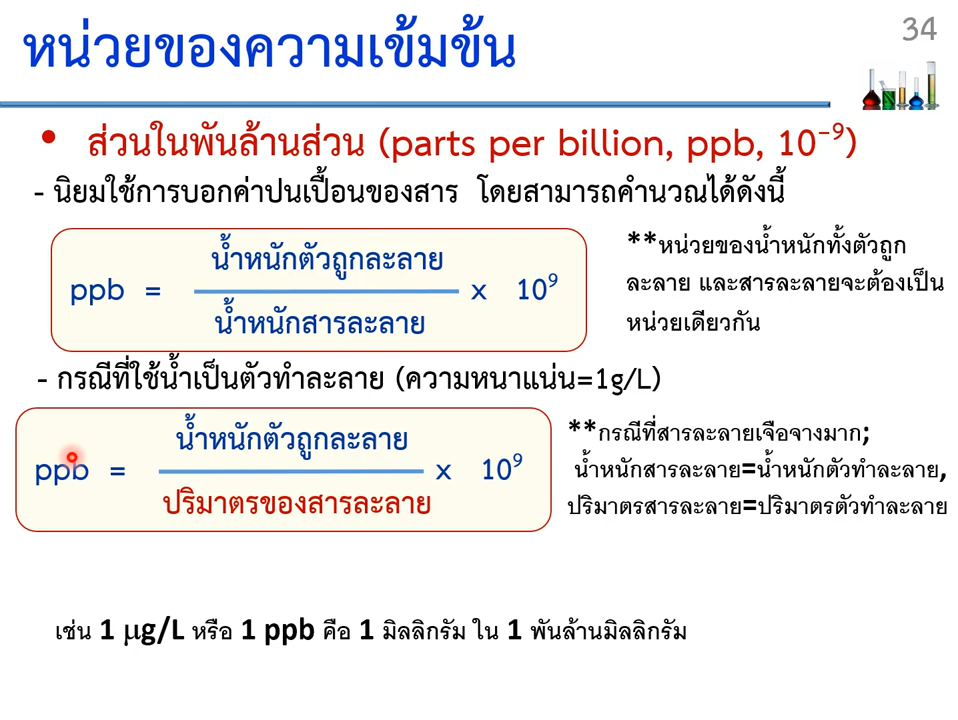 34
หน่วยของความเข้มข้น
• ส่วนในพันล้านส่วน (parts per billion, ppb, 10⁻⁹)
- นิยมใช้การบอกค่าปนเปื้อนของสาร โดยสามารถคำนวณได้ดังนี้
น้ำหนักตัวถูกละลาย
ppb = x 10⁹
น้ำหนักสารละลาย
**หน่วยของน้ำหนักทั้งตัวถูก
ละลาย และสารละลายจะต้องเป็น
หน่วยเดียวกัน
- กรณีที่ใช้น้ำเป็นตัวทำละลาย (ความหนาแน่น=1g/L)
น้ำหนักตัวถูกละลาย
ppb = x 10⁹
ปริมาตรของสารละลาย
**กรณีที่สารละลายเจือจางมาก;
น้ำหนักสารละลาย=น้ำหนักตัวทำละลาย,
ปริมาตรสารละลาย=ปริมาตรตัวทำละลาย
เช่น 1 μg/L หรือ 1 ppb คือ 1 มิลลิกรัม ใน 1 พันล้านมิลลิกรัม